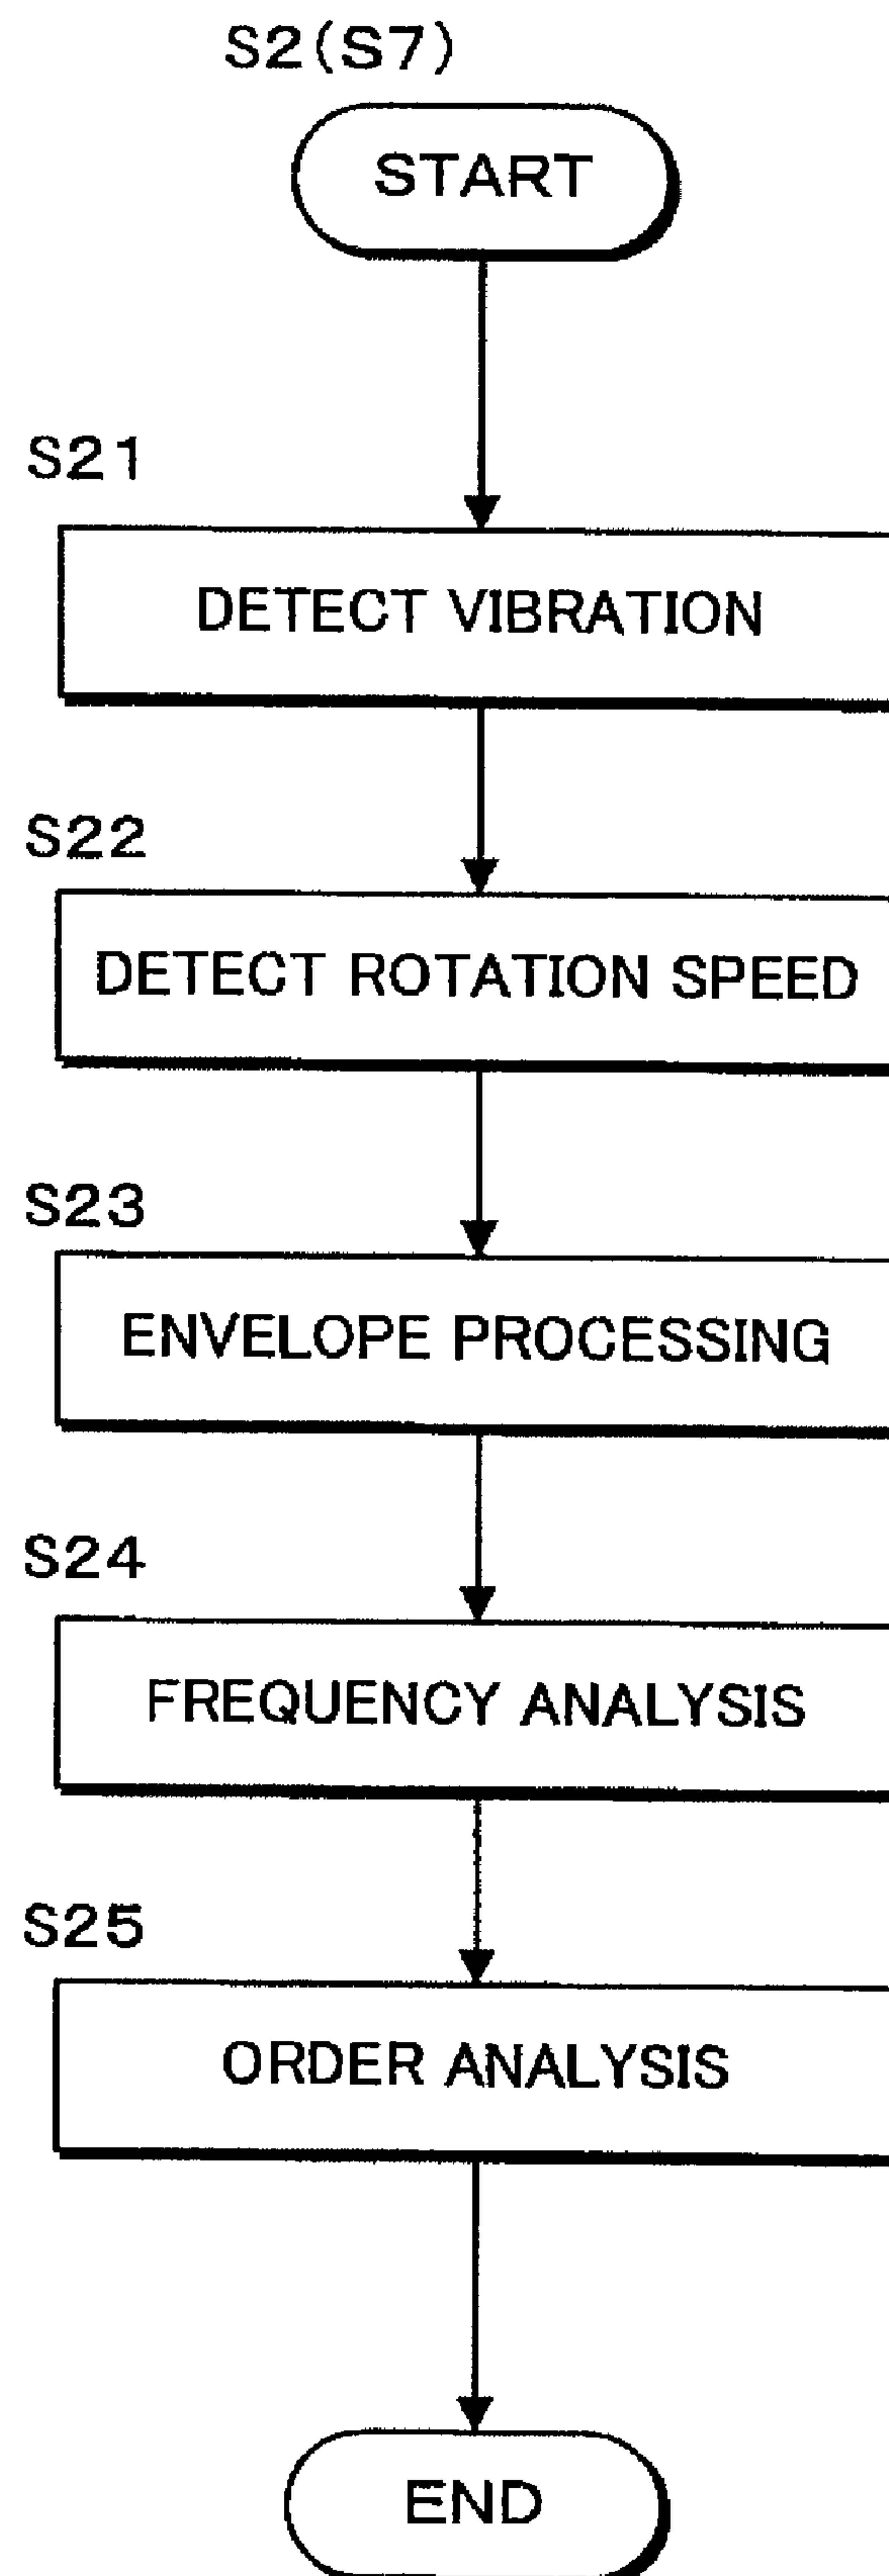 S2(S7)
START
S21
DETECT VIBRATION
S22
DETECT ROTATION SPEED
S23
ENVELOPE PROCESSING
S24
FREQUENCY ANALYSIS
S25
ORDER ANALYSIS
END